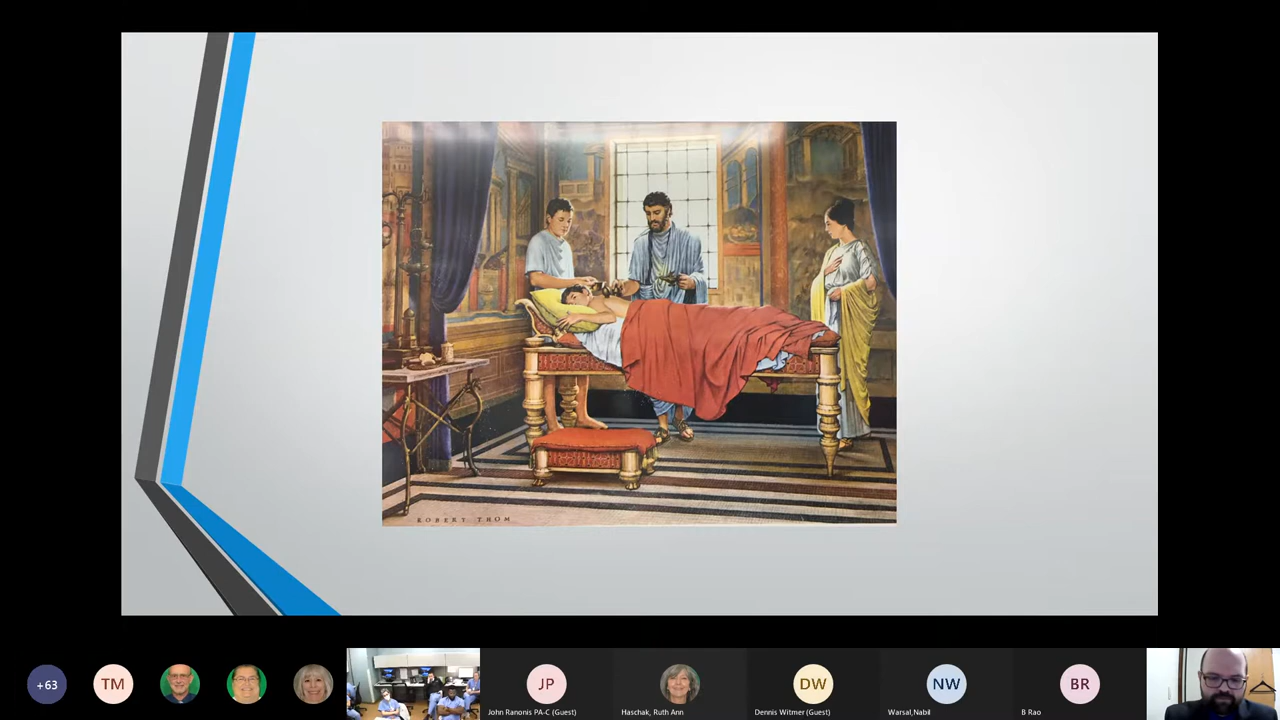 ROBERT THOM
+63
TM
JP
DW
NW
BR
John Ranonis PA-C (Guest)
Haschak, Ruth Ann
Dennis Witmer (Guest)
Warsal,Nabil
B Rao